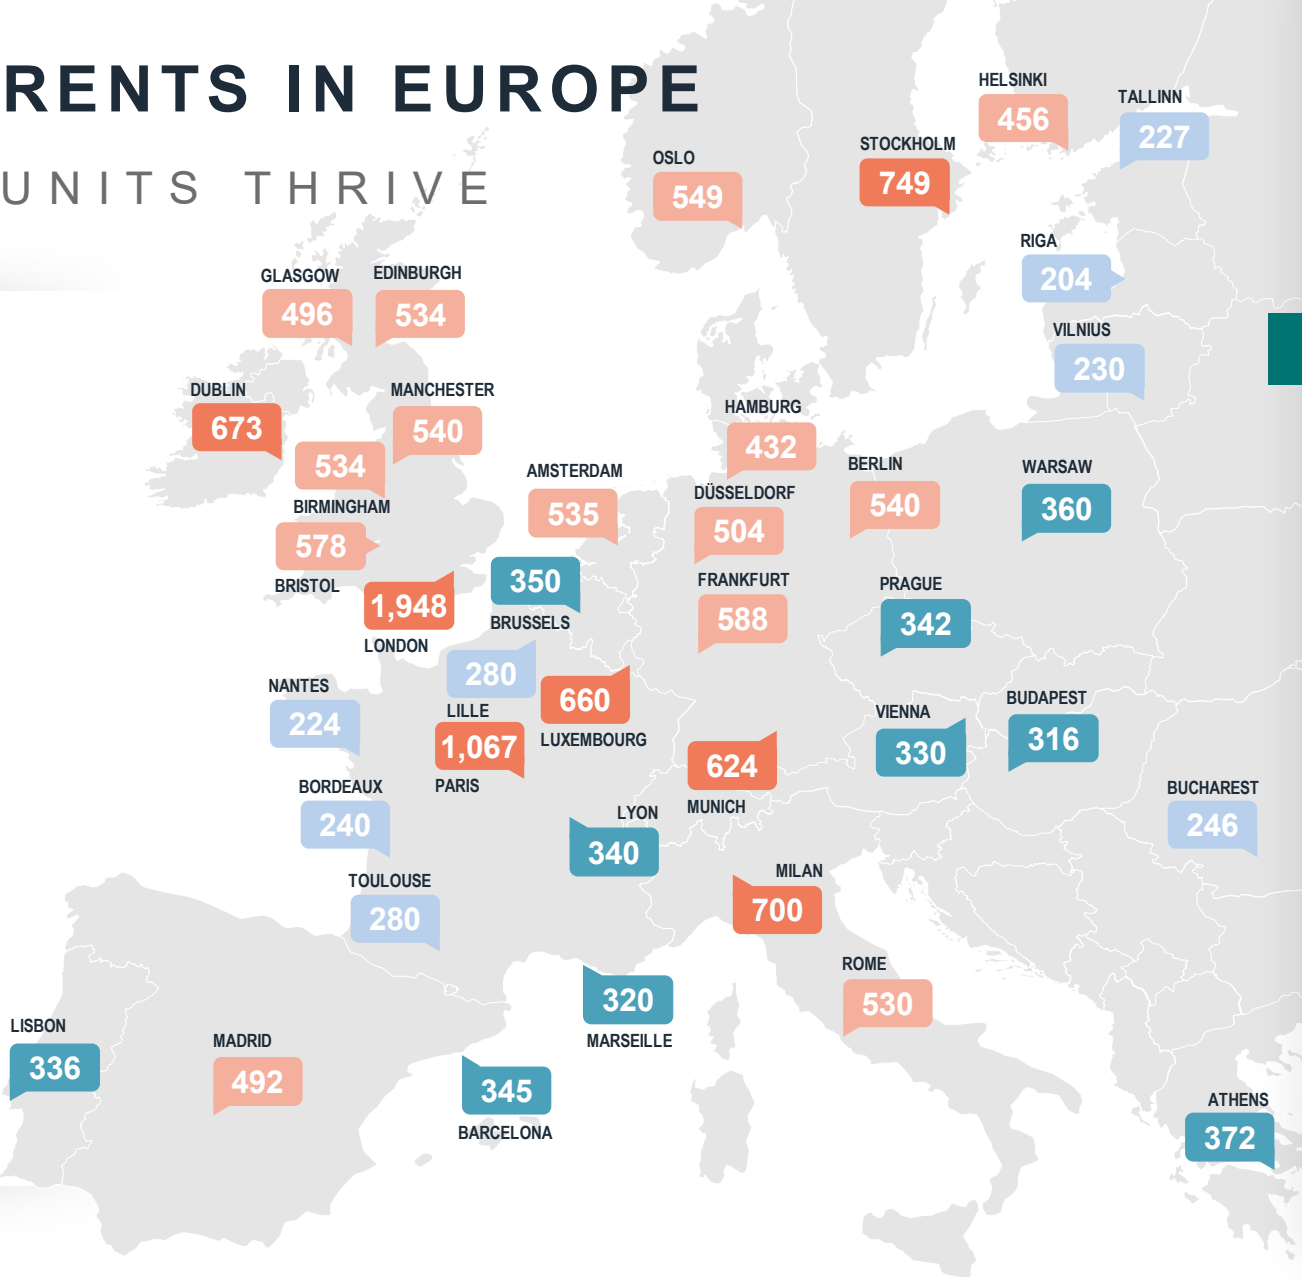 RENTS IN EUROPE
UNITS THRIVE
HELSINKI
456
TALLINN
227
STOCKHOLM
749
OSLO
549
RIGA
204
GLASGOW
496
EDINBURGH
534
VILNIUS
230
DUBLIN
673
MANCHESTER
540
HAMBURG
432
534
BIRMINGHAM
AMSTERDAM
535
BERLIN
540
WARSAW
360
DÜSSELDORF
504
578
BRISTOL
350
BRUSSELS
FRANKFURT
588
PRAGUE
342
1,948
LONDON
280
LILLE
NANTES
224
660
LUXEMBOURG
BUDAPEST
316
VIENNA
330
1,067
PARIS
624
MUNICH
BORDEAUX
240
BUCHAREST
246
LYON
340
TOULOUSE
280
MILAN
700
ROME
530
320
MARSEILLE
LISBON
336
MADRID
492
345
BARCELONA
ATHENS
372